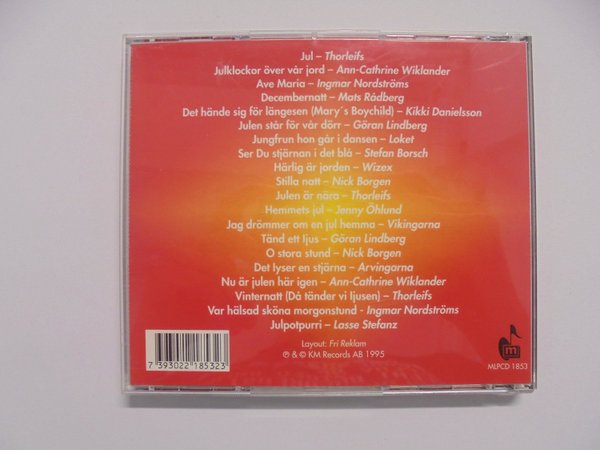 Jul – Thorleifs
Julklockor över vår jord – Ann-Cathrine Wiklander
Ave Maria – Ingmar Nordströms
Decembernatt – Mats Rådberg
Det hände sig för längesen (Mary´s Boychild) – Kikki Danielsson
Julen står för vår dörr – Göran Lindberg
Jungfrun hon går i dansen – Loket
Ser Du stjärnan i det blå – Stefan Borsch
Härlig är jorden – Wizex
Stilla natt – Nick Borgen
Julen är nära – Thorleifs
Hemmets jul – Jenny Öhlund
Jag drömmer om en jul hemma – Vikingarna
Tänd ett ljus – Göran Lindberg
O stora stund – Nick Borgen
Det lyser en stjärna – Arvingarna
Nu är julen här igen – Ann-Cathrine Wiklander
Vinternatt (Då tänder vi ljusen) – Thorleifs
Var hälsad sköna morgonstund - Ingmar Nordströms
Julpotpurri – Lasse Stefanz
Layout: Fri Reklam
℗ & © KM Records AB 1995
7 393022 185323
m
MLPCD 1853